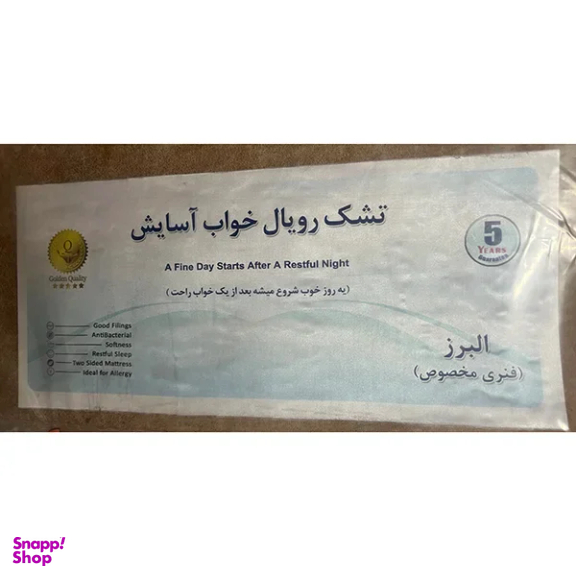 تشک رویال خواب آسایش
5
YEARS
Guarantee
Q
Golden Quality
A Fine Day Starts After A Restful Night
(یه روز خوب شروع میشه بعد از یک خواب راحت)
Good Filings
AntiBacterial
Softness
Restful Sleep
Two Sided Mattress
Ideal for Allergy
البرز
(فنری مخصوص)
Snapp!
Shop